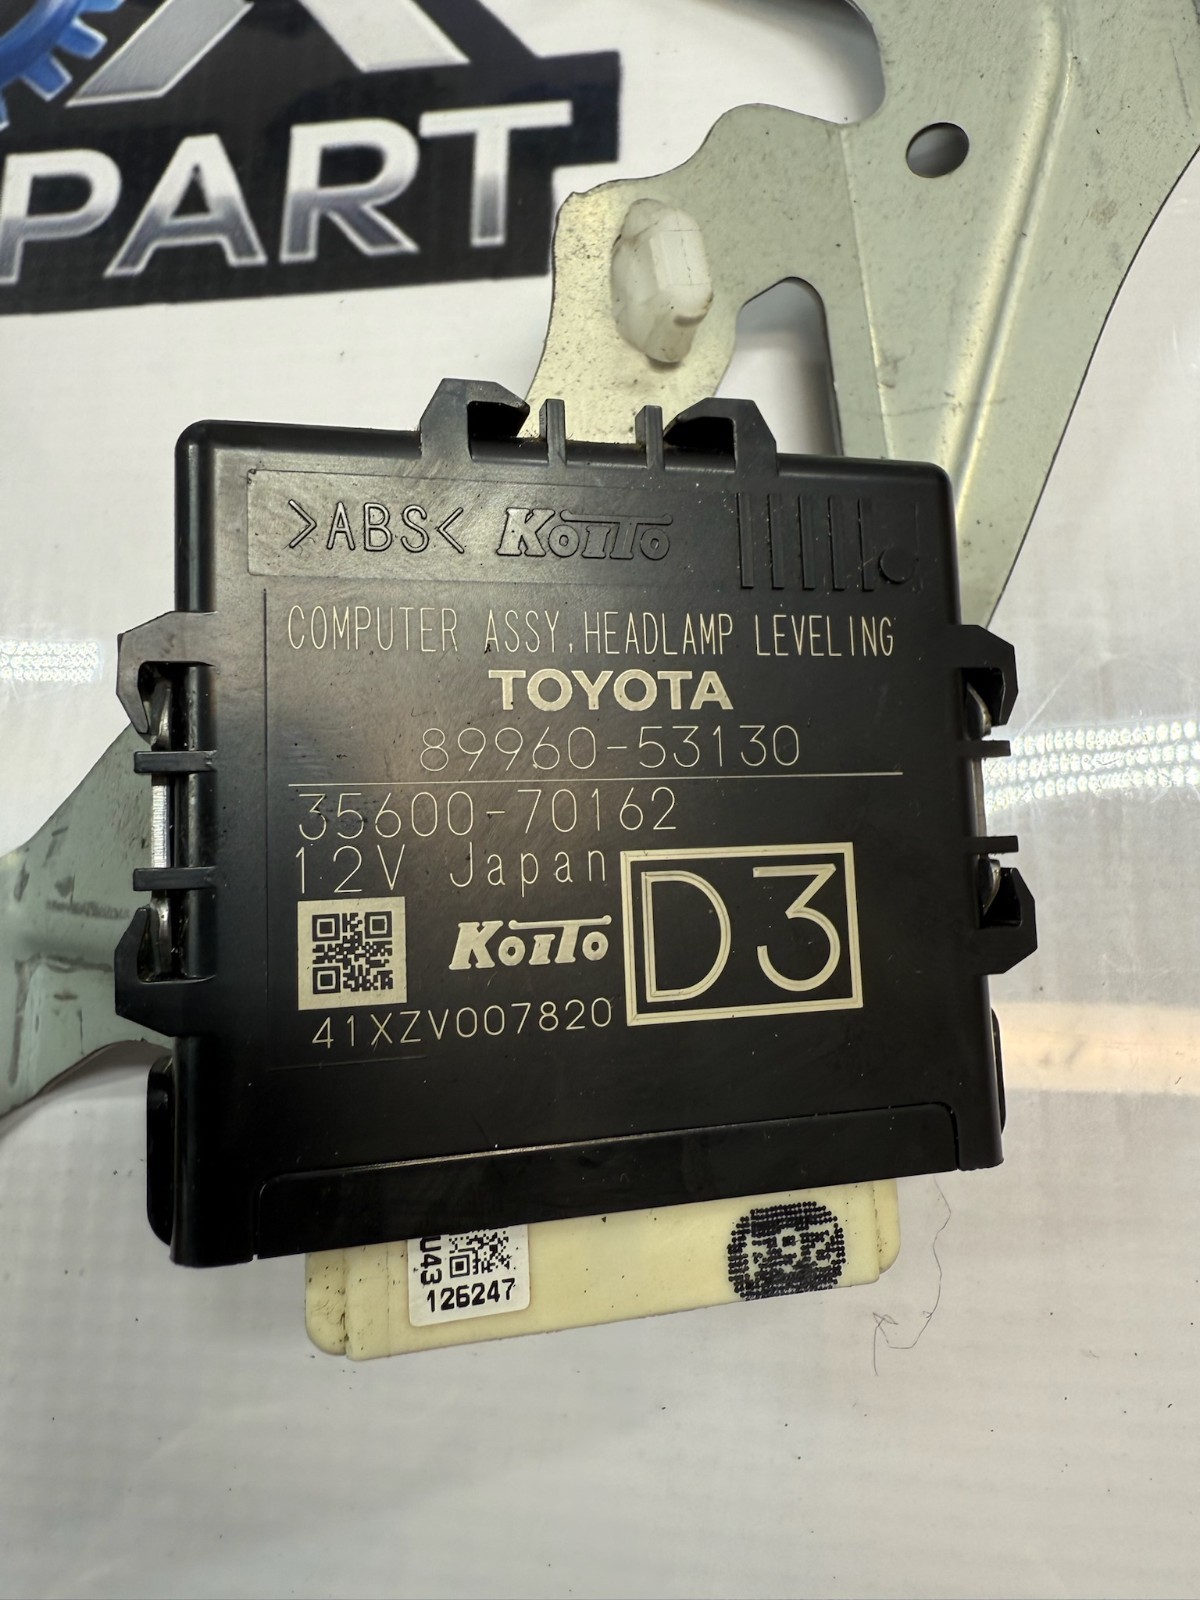 PART
>ABS< KOITO
COMPUTER ASSY,HEADLAMP LEVELING
TOYOTA
89960-53130
35600-70162
12V Japan
KOITO
D3
41XZV007820
U43
126247